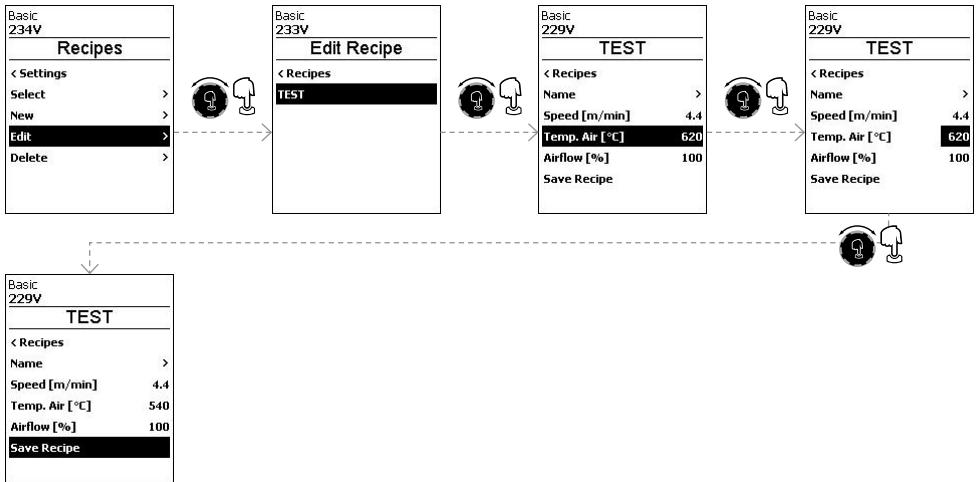 Basic
234V
Recipes
< Settings
Select >
New >
Edit >
Delete >
Basic
233V
Edit Recipe
< Recipes
TEST
Basic
229V
TEST
< Recipes
Name >
Speed [m/min] 4.4
Temp. Air [°C] 620
Airflow [%] 100
Save Recipe
Basic
229V
TEST
< Recipes
Name >
Speed [m/min] 4.4
Temp. Air [°C] 620
Airflow [%] 100
Save Recipe
Basic
229V
TEST
< Recipes
Name >
Speed [m/min] 4.4
Temp. Air [°C] 540
Airflow [%] 100
Save Recipe